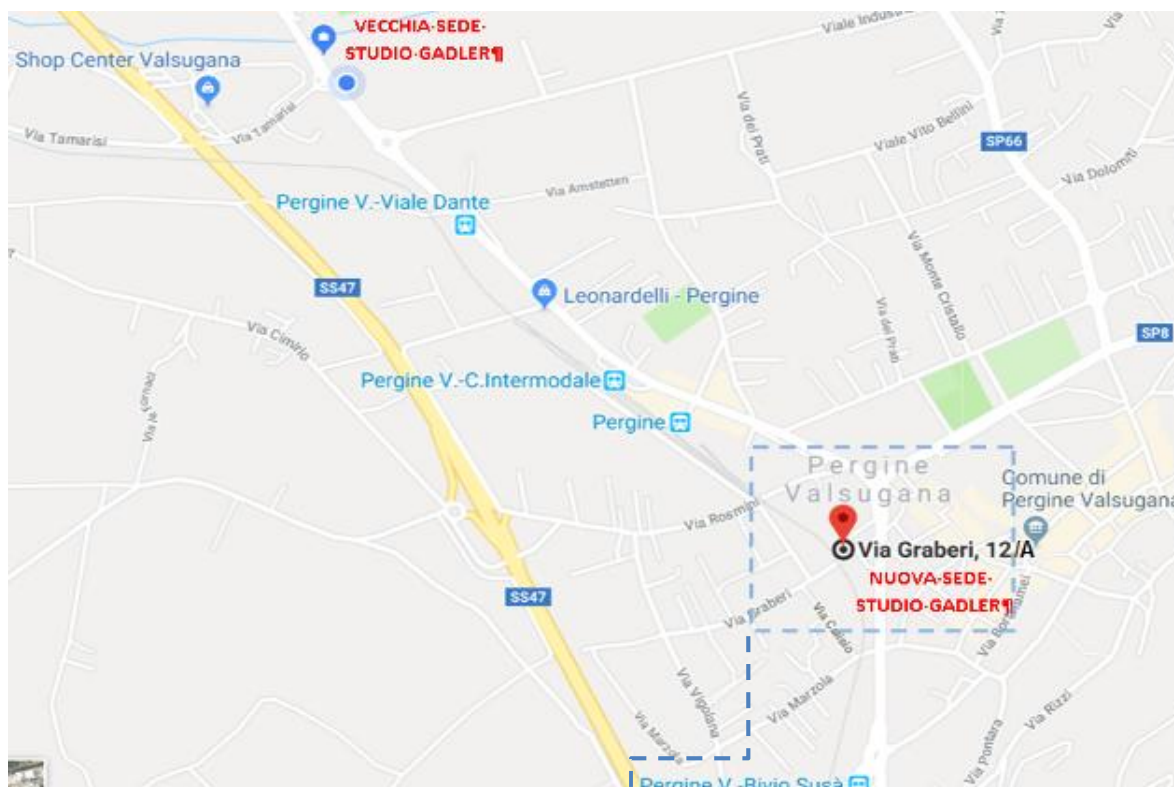 VECCHIA-SEDE-
STUDIO-GADLER¶
Viale Industria
Shop Center Valsugana
Via Tamarisi
Via Tamarisi
Via dei Prati
Viale Vito Bellini
SP66
Via Dolomiti
Via Amstetten
Pergine V.-Viale Dante
SS47
Leonardelli - Pergine
Via Monte Cristallo
Via Cimirlo
Via dei Prati
SP8
Pergine V.-C.Intermodale
Via le Fornaci
Pergine
Pergine
Valsugana
Comune di
Pergine Valsugana
Via Rosmini
Via Graberi, 12/A
NUOVA-SEDE-
STUDIO-GADLER¶
SS47
Via Graberi
Via Vigolana
Via Marzola
Via Marzola
Via Rizzi
Via Pontara
Pergine V.-Bivio Susà